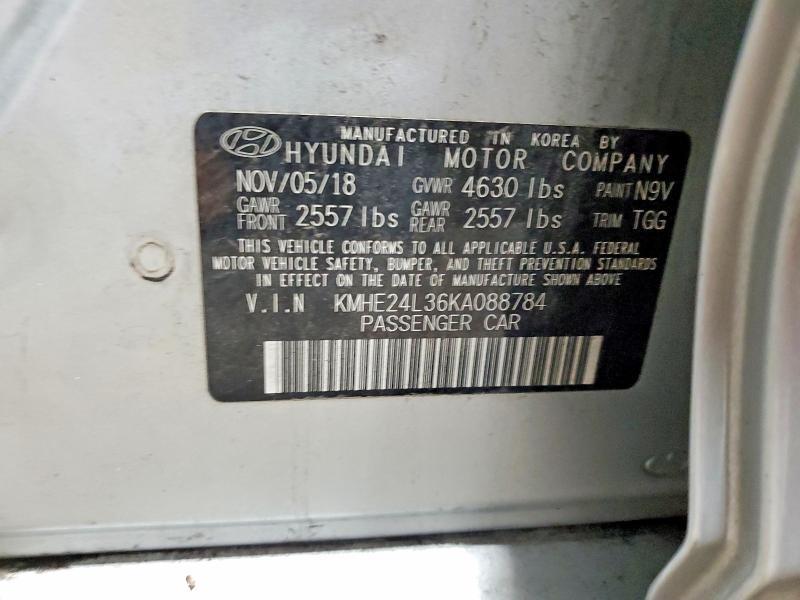 MANUFACTURED IN KOREA BY
HYUNDAI MOTOR COMPANY
NOV/05/18 GVWR 4630 lbs PAINT N9V
GAWR FRONT 2557 lbs GAWR REAR 2557 lbs TRIM TGG
THIS VEHICLE CONFORMS TO ALL APPLICABLE U.S.A. FEDERAL
MOTOR VEHICLE SAFETY, BUMPER, AND THEFT PREVENTION STANDARDS
IN EFFECT ON THE DATE OF MANUFACTURE SHOWN ABOVE
V.I.N KMHE24L36KA088784
PASSENGER CAR